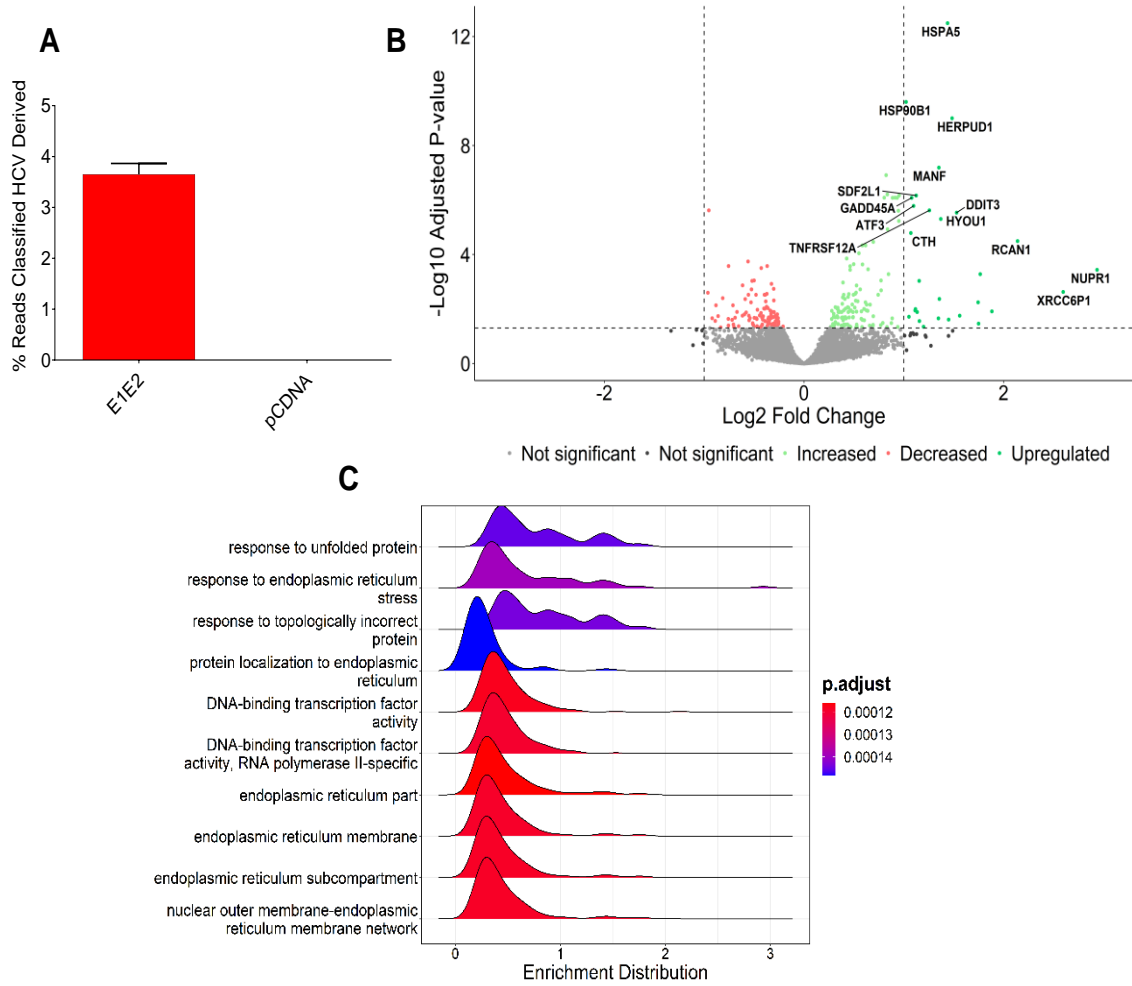 A
% Reads Classified HCV Derived
5
4
3
2
1
0
E1E2
pCDNA
B
-Log10 Adjusted P-value
12
8
4
0
HSPA5
HSP90B1
HERPUD1
MANF
SDF2L1
GADD45A
DDIT3
ATF3
HYOU1
TNFRSF12A
CTH
RCAN1
NUPR1
XRCC6P1
-2
0
2
Log2 Fold Change
Not significant
Not significant
Increased
Decreased
Upregulated
C
response to unfolded protein
response to endoplasmic reticulum
stress
response to topologically incorrect
protein
protein localization to endoplasmic
reticulum
DNA-binding transcription factor
activity
DNA-binding transcription factor
activity, RNA polymerase II-specific
endoplasmic reticulum part
endoplasmic reticulum membrane
endoplasmic reticulum subcompartment
nuclear outer membrane-endoplasmic
reticulum membrane network
0
1
2
3
Enrichment Distribution
p.adjust
0.00012
0.00013
0.00014